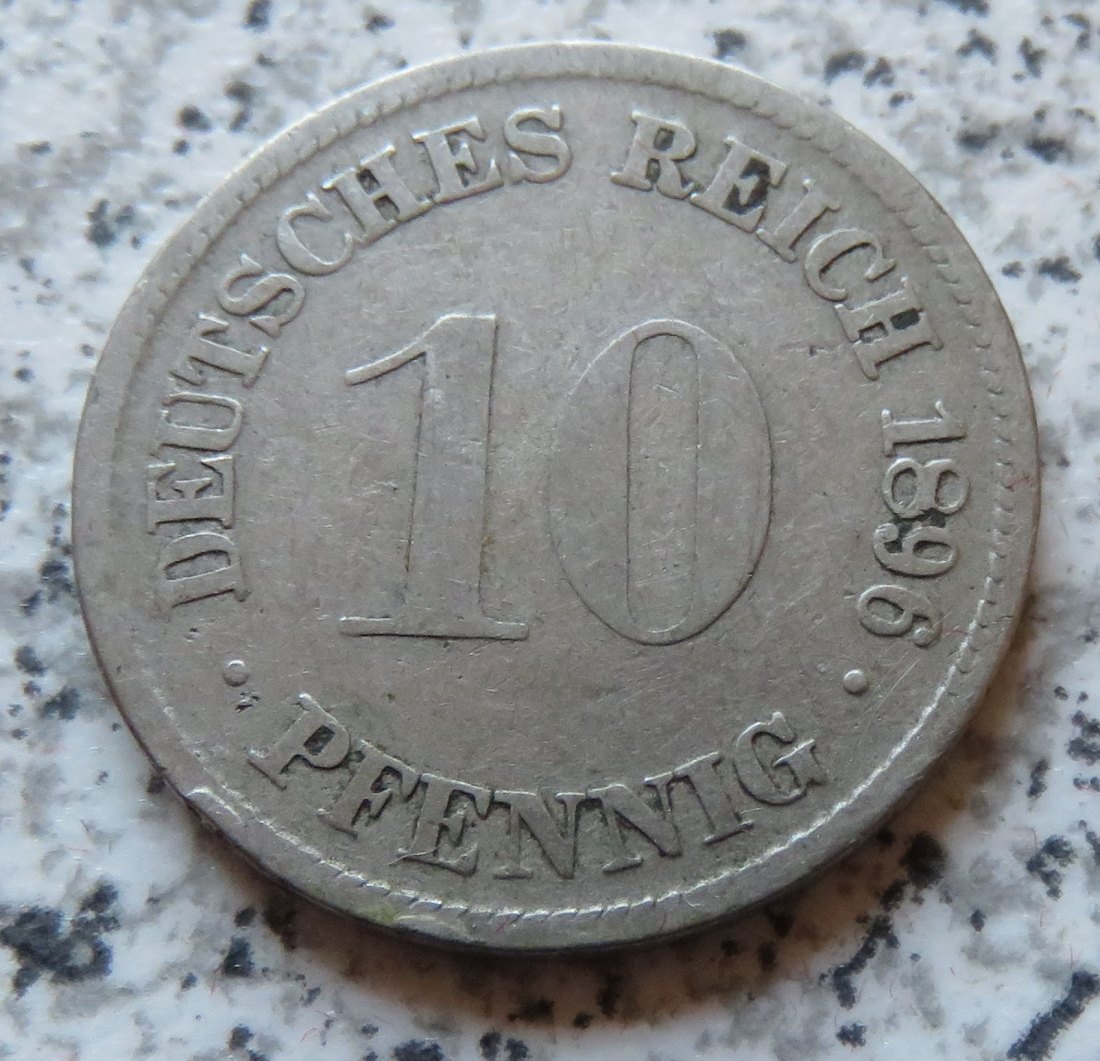 DEUTSCHES REICH 1896
10
PFENNIG